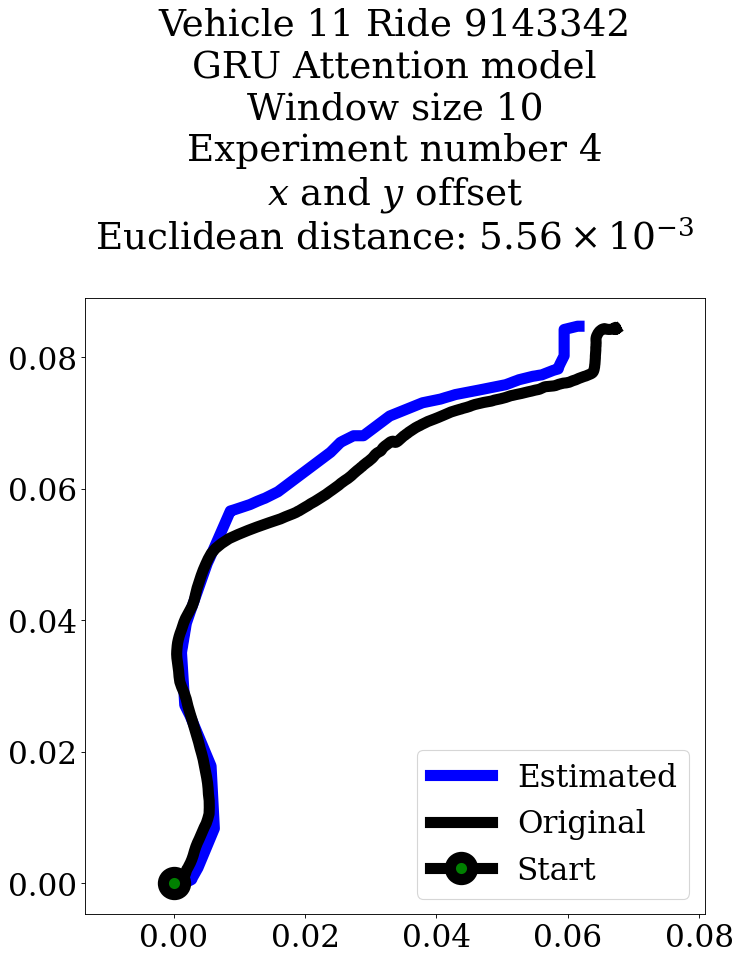 Vehicle 11 Ride 9143342
GRU Attention model
Window size 10
Experiment number 4
x and y offset
Euclidean distance: 5.56 × 10⁻³
0.08
0.06
0.04
0.02
0.00
Estimated
Original
Start
0.00 0.02 0.04 0.06 0.08